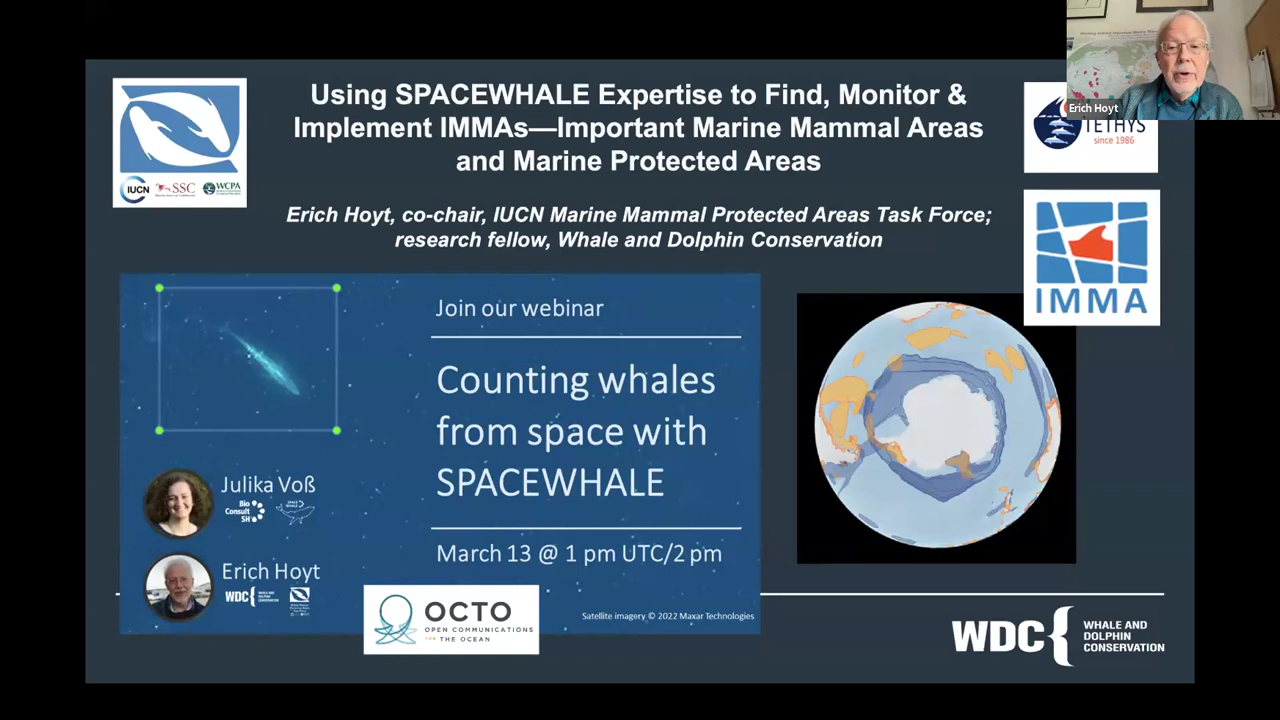 Using SPACEWHALE Expertise to Find, Monitor &
Implement IMMAs—Important Marine Mammal Areas
and Marine Protected Areas
Erich Hoyt, co-chair, IUCN Marine Mammal Protected Areas Task Force;
research fellow, Whale and Dolphin Conservation
IUCN SSC WCPA
Erich Hoyt
TETHYS
since 1986
IMMA
Join our webinar
Counting whales
from space with
SPACEWHALE
March 13 @ 1 pm UTC/2 pm
Julika Voß
Bio
Consult
SH
SPACE
WHALE
Erich Hoyt
WDC
OCTO
OPEN COMMUNICATIONS
FOR THE OCEAN
Satellite imagery © 2022 Maxar Technologies
WDC
WHALE AND
DOLPHIN
CONSERVATION